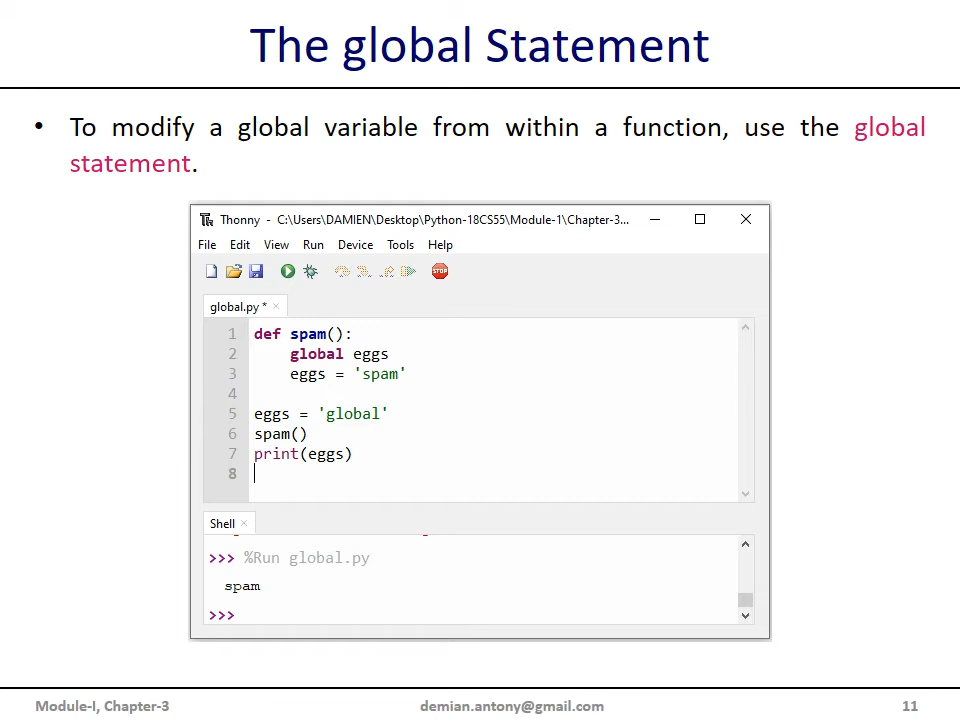 The global Statement
• To modify a global variable from within a function, use the global
statement.
Thonny - C:\Users\DAMIEN\Desktop\Python-18CS55\Module-1\Chapter-3...
File Edit View Run Device Tools Help
STOP
global.py *
1 def spam():
2     global eggs
3     eggs = 'spam'
4
5 eggs = 'global'
6 spam()
7 print(eggs)
8
Shell
>>> %Run global.py
spam
>>>
Module-I, Chapter-3 demian.antony@gmail.com 11